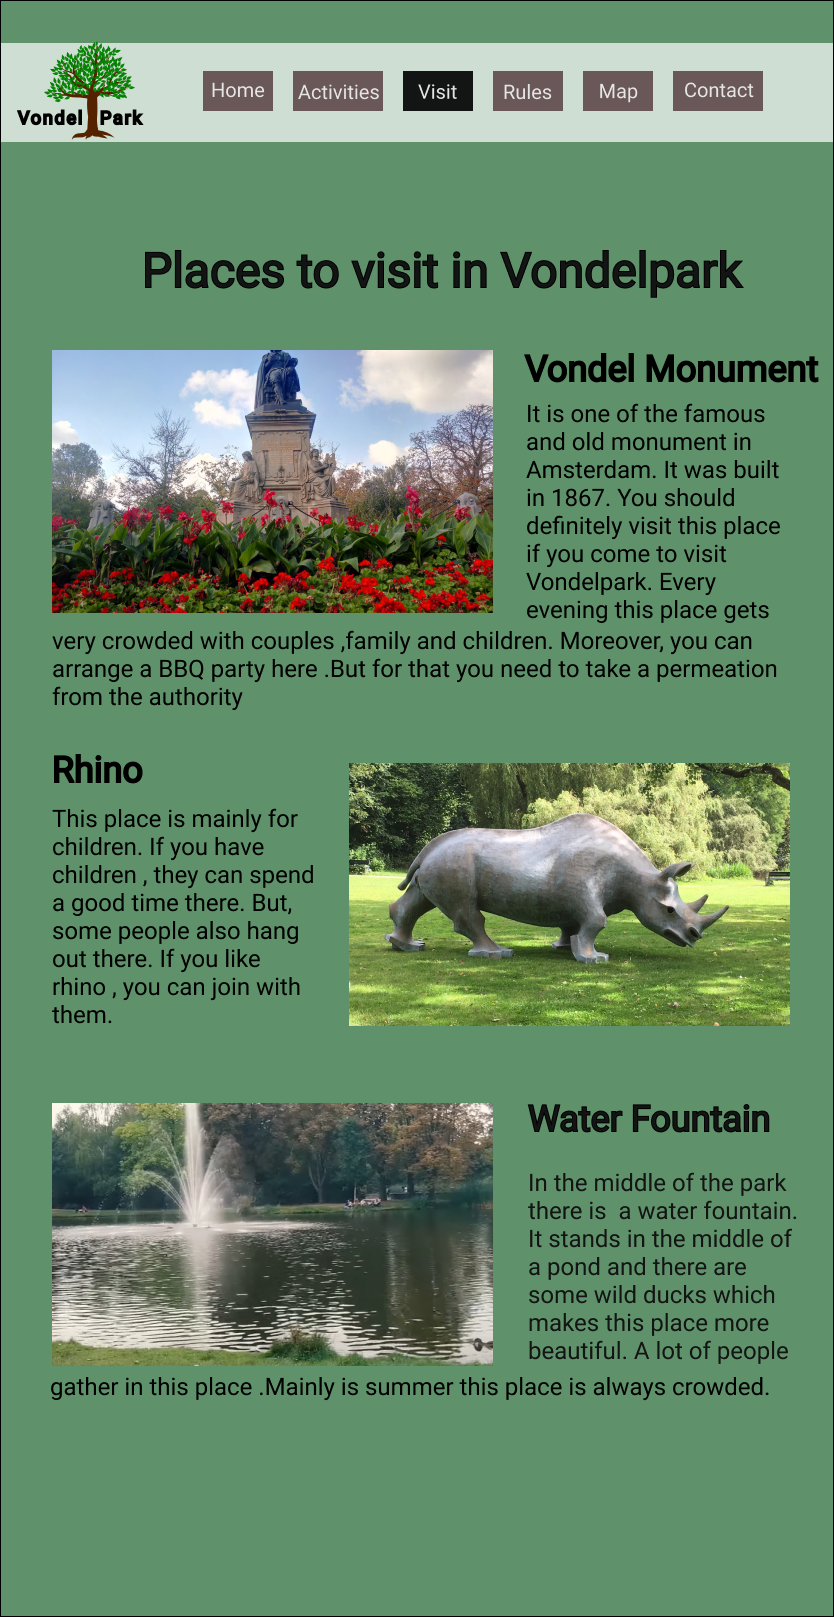 Vondel Park
Home
Activities
Visit
Rules
Map
Contact
Places to visit in Vondelpark
Vondel Monument
It is one of the famous
and old monument in
Amsterdam. It was built
in 1867. You should
definitely visit this place
if you come to visit
Vondelpark. Every
evening this place gets
very crowded with couples ,family and children. Moreover, you can
arrange a BBQ party here .But for that you need to take a permeation
from the authority
Rhino
This place is mainly for
children. If you have
children , they can spend
a good time there. But,
some people also hang
out there. If you like
rhino , you can join with
them.
Water Fountain
In the middle of the park
there is  a water fountain.
It stands in the middle of
a pond and there are
some wild ducks which
makes this place more
beautiful. A lot of people
gather in this place .Mainly is summer this place is always crowded.